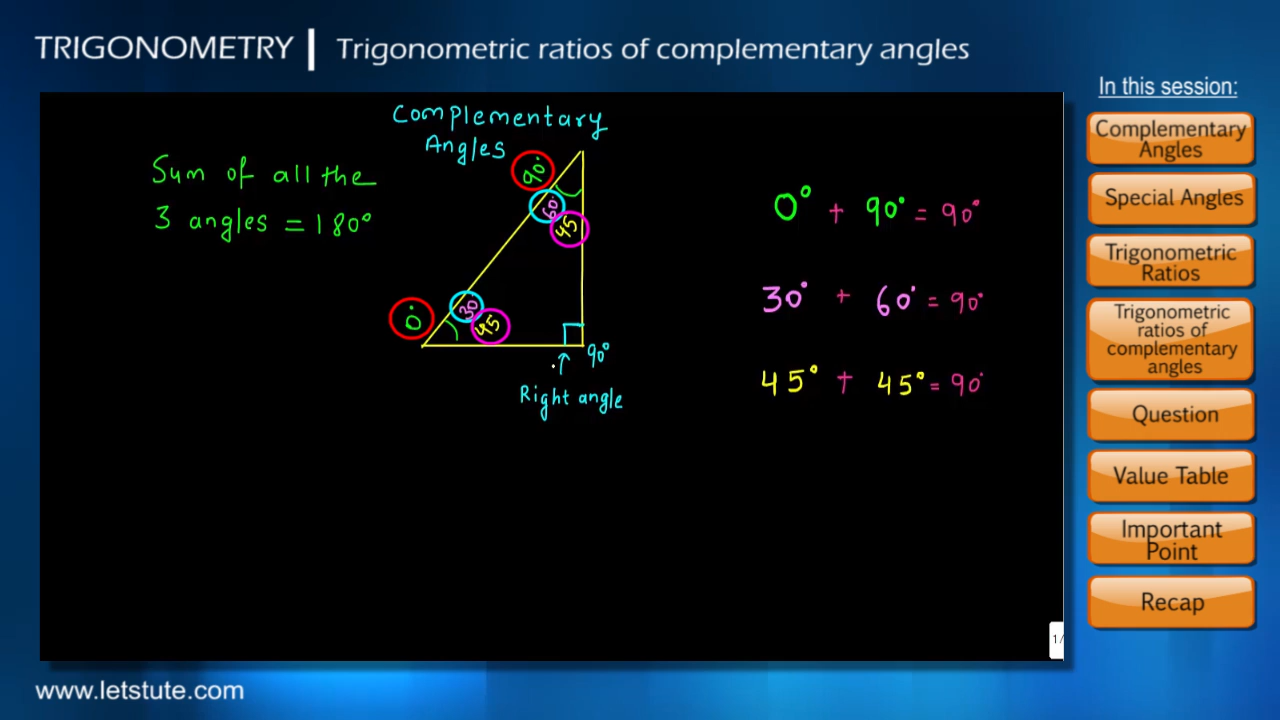 TRIGONOMETRY | Trigonometric ratios of complementary angles
Complementary
Angles
Sum of all the
3 angles = 180°
90°
60°
45
0°
30°
45
90°
Right angle
0° + 90° = 90°
30° + 60° = 90°
45° + 45° = 90°
1/
In this session:
Complementary
Angles
Special Angles
Trigonometric
Ratios
Trigonometric
ratios of
complementary
angles
Question
Value Table
Important
Point
Recap
www.letstute.com